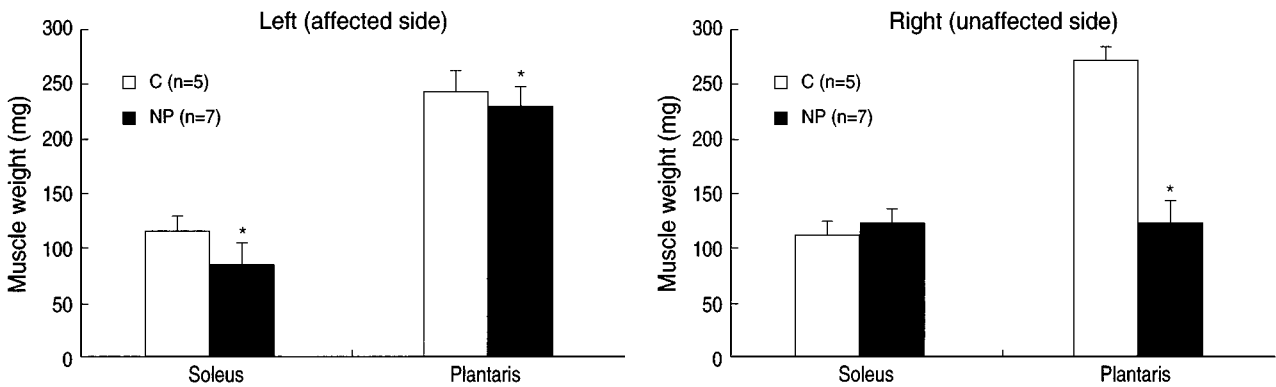 Left (affected side)
Muscle weight (mg)
300
250
200
150
100
50
0
C (n=5)
NP (n=7)
*
*
Soleus
Plantaris
Right (unaffected side)
Muscle weight (mg)
300
250
200
150
100
50
0
C (n=5)
NP (n=7)
*
Soleus
Plantaris